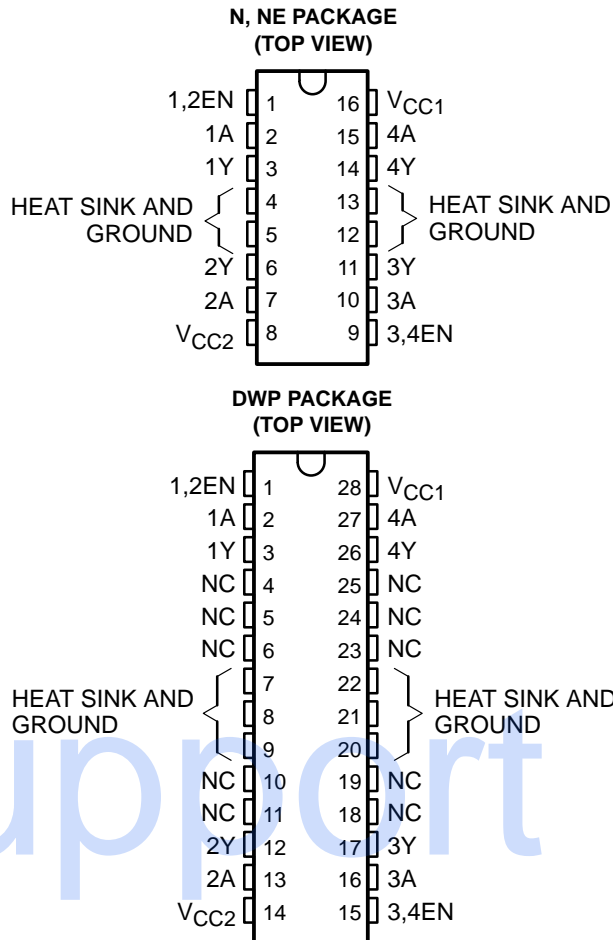 N, NE PACKAGE
(TOP VIEW)
1,2EN 1 16 VCC1
1A 2 15 4A
1Y 3 14 4Y
4 13
HEAT SINK AND HEAT SINK AND
GROUND 5 12 GROUND
2Y 6 11 3Y
2A 7 10 3A
VCC2 8 9 3,4EN
DWP PACKAGE
(TOP VIEW)
1,2EN 1 28 VCC1
1A 2 27 4A
1Y 3 26 4Y
NC 4 25 NC
NC 5 24 NC
NC 6 23 NC
7 22
HEAT SINK AND HEAT SINK AND
GROUND 8 21 GROUND
9 20
NC 10 19 NC
NC 11 18 NC
2Y 12 17 3Y
2A 13 16 3A
VCC2 14 15 3,4EN
upport